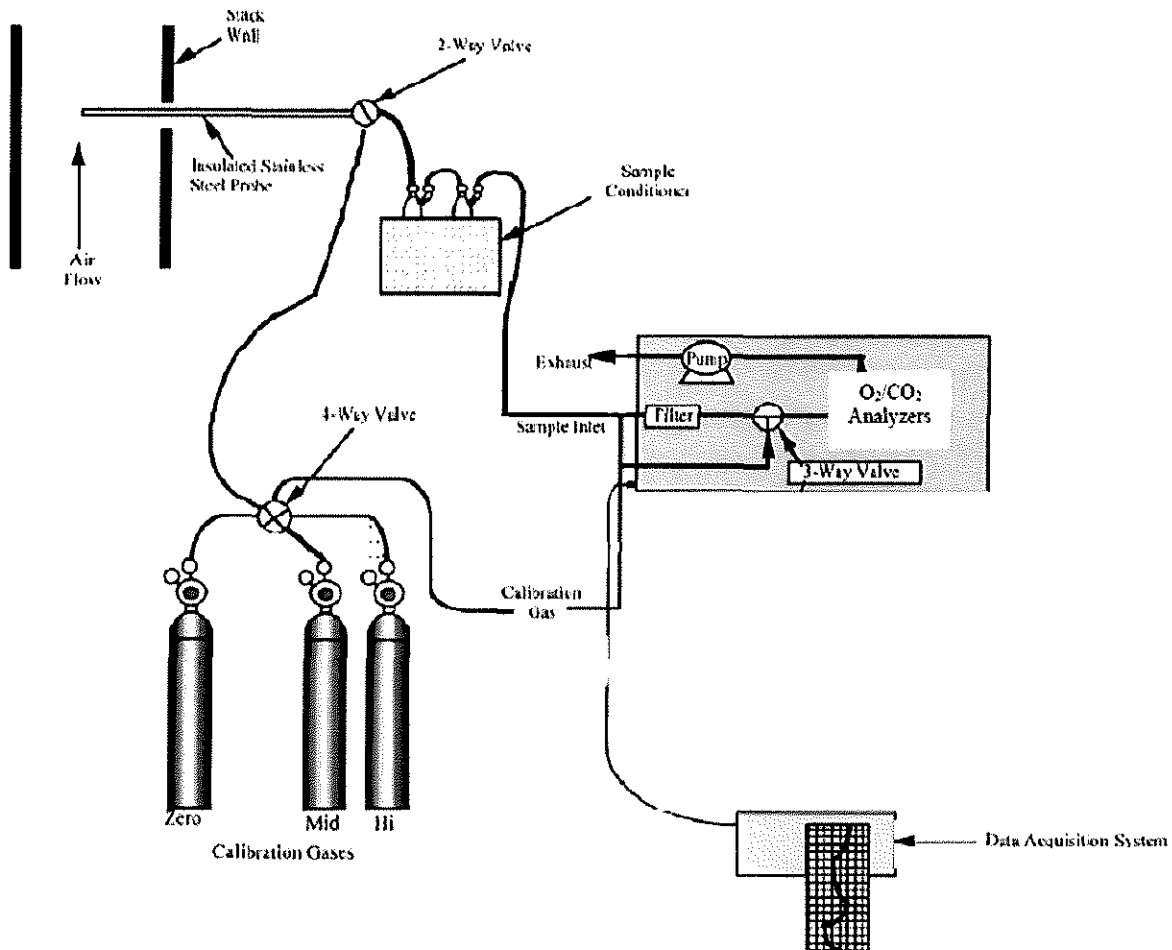 Stack
Wall
2-Way Valve
Insulated Stainless
Steel Probe
Sample
Conditioner
Air
Flow
Exhaust
Pump
O₂/CO₂
Analyzers
4-Way Valve
Filter
Sample Inlet
3-Way Valve
Calibration
Gas
Zero
Mid
Hi
Calibration Gases
Data Acquisition System